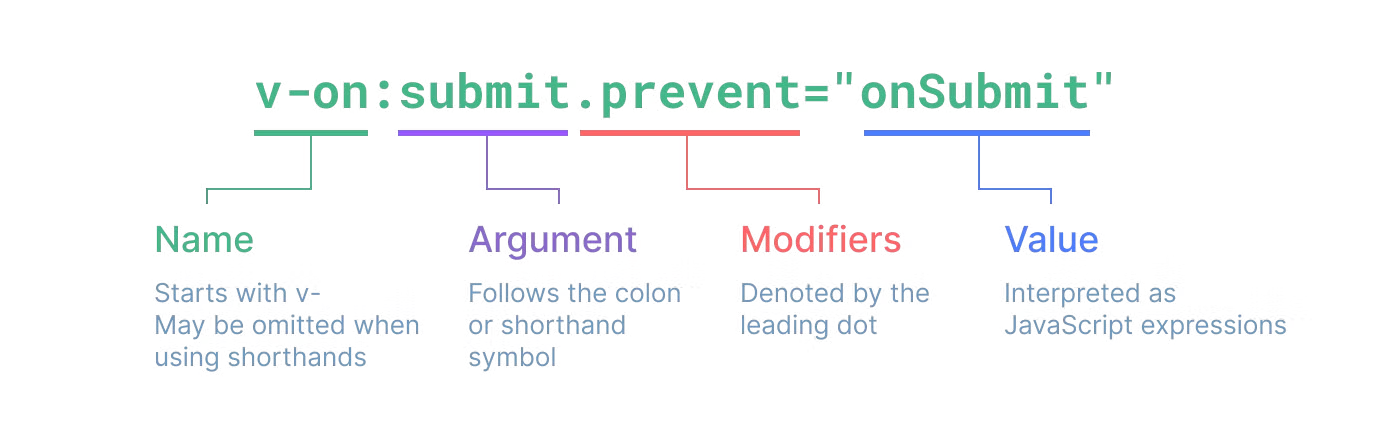 v-on:submit.prevent="onSubmit"
Name
Starts with v-
May be omitted when
using shorthands
Argument
Follows the colon
or shorthand
symbol
Modifiers
Denoted by the
leading dot
Value
Interpreted as
JavaScript expressions